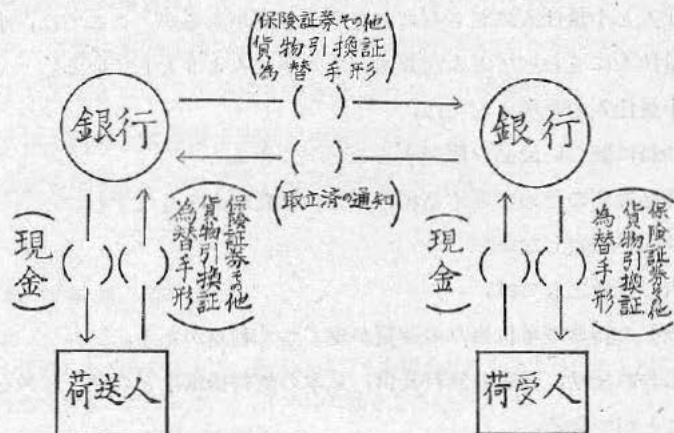 (保険証券その他
貨物引換証
為替手形)
銀行
( )
銀行
( )
(取立済の通知)
(現金)
( )
( )
(保険証券その他
貨物引換証
為替手形)
(現金)
( )
( )
(保険証券その他
貨物引換証
為替手形)
荷送人
荷受人